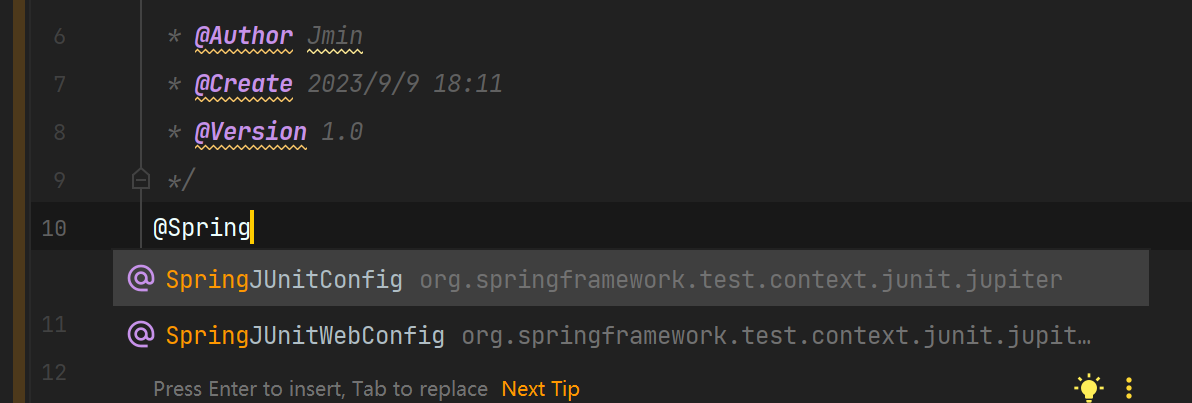 6 * @Author Jmin
7 * @Create 2023/9/9 18:11
8 * @Version 1.0
9 */
10 @Spring
@ SpringJUnitConfig org.springframework.test.context.junit.jupiter
11 @ SpringJUnitWebConfig org.springframework.test.context.junit.jupit…
12
Press Enter to insert, Tab to replace Next Tip